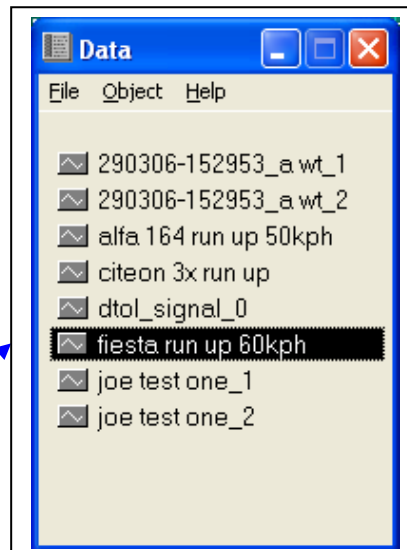 Data
File Object Help
290306-152953_a wt_1
290306-152953_a wt_2
alfa 164 run up 50kph
citeon 3x run up
dtol_signal_0
fiesta run up 60kph
joe test one_1
joe test one_2